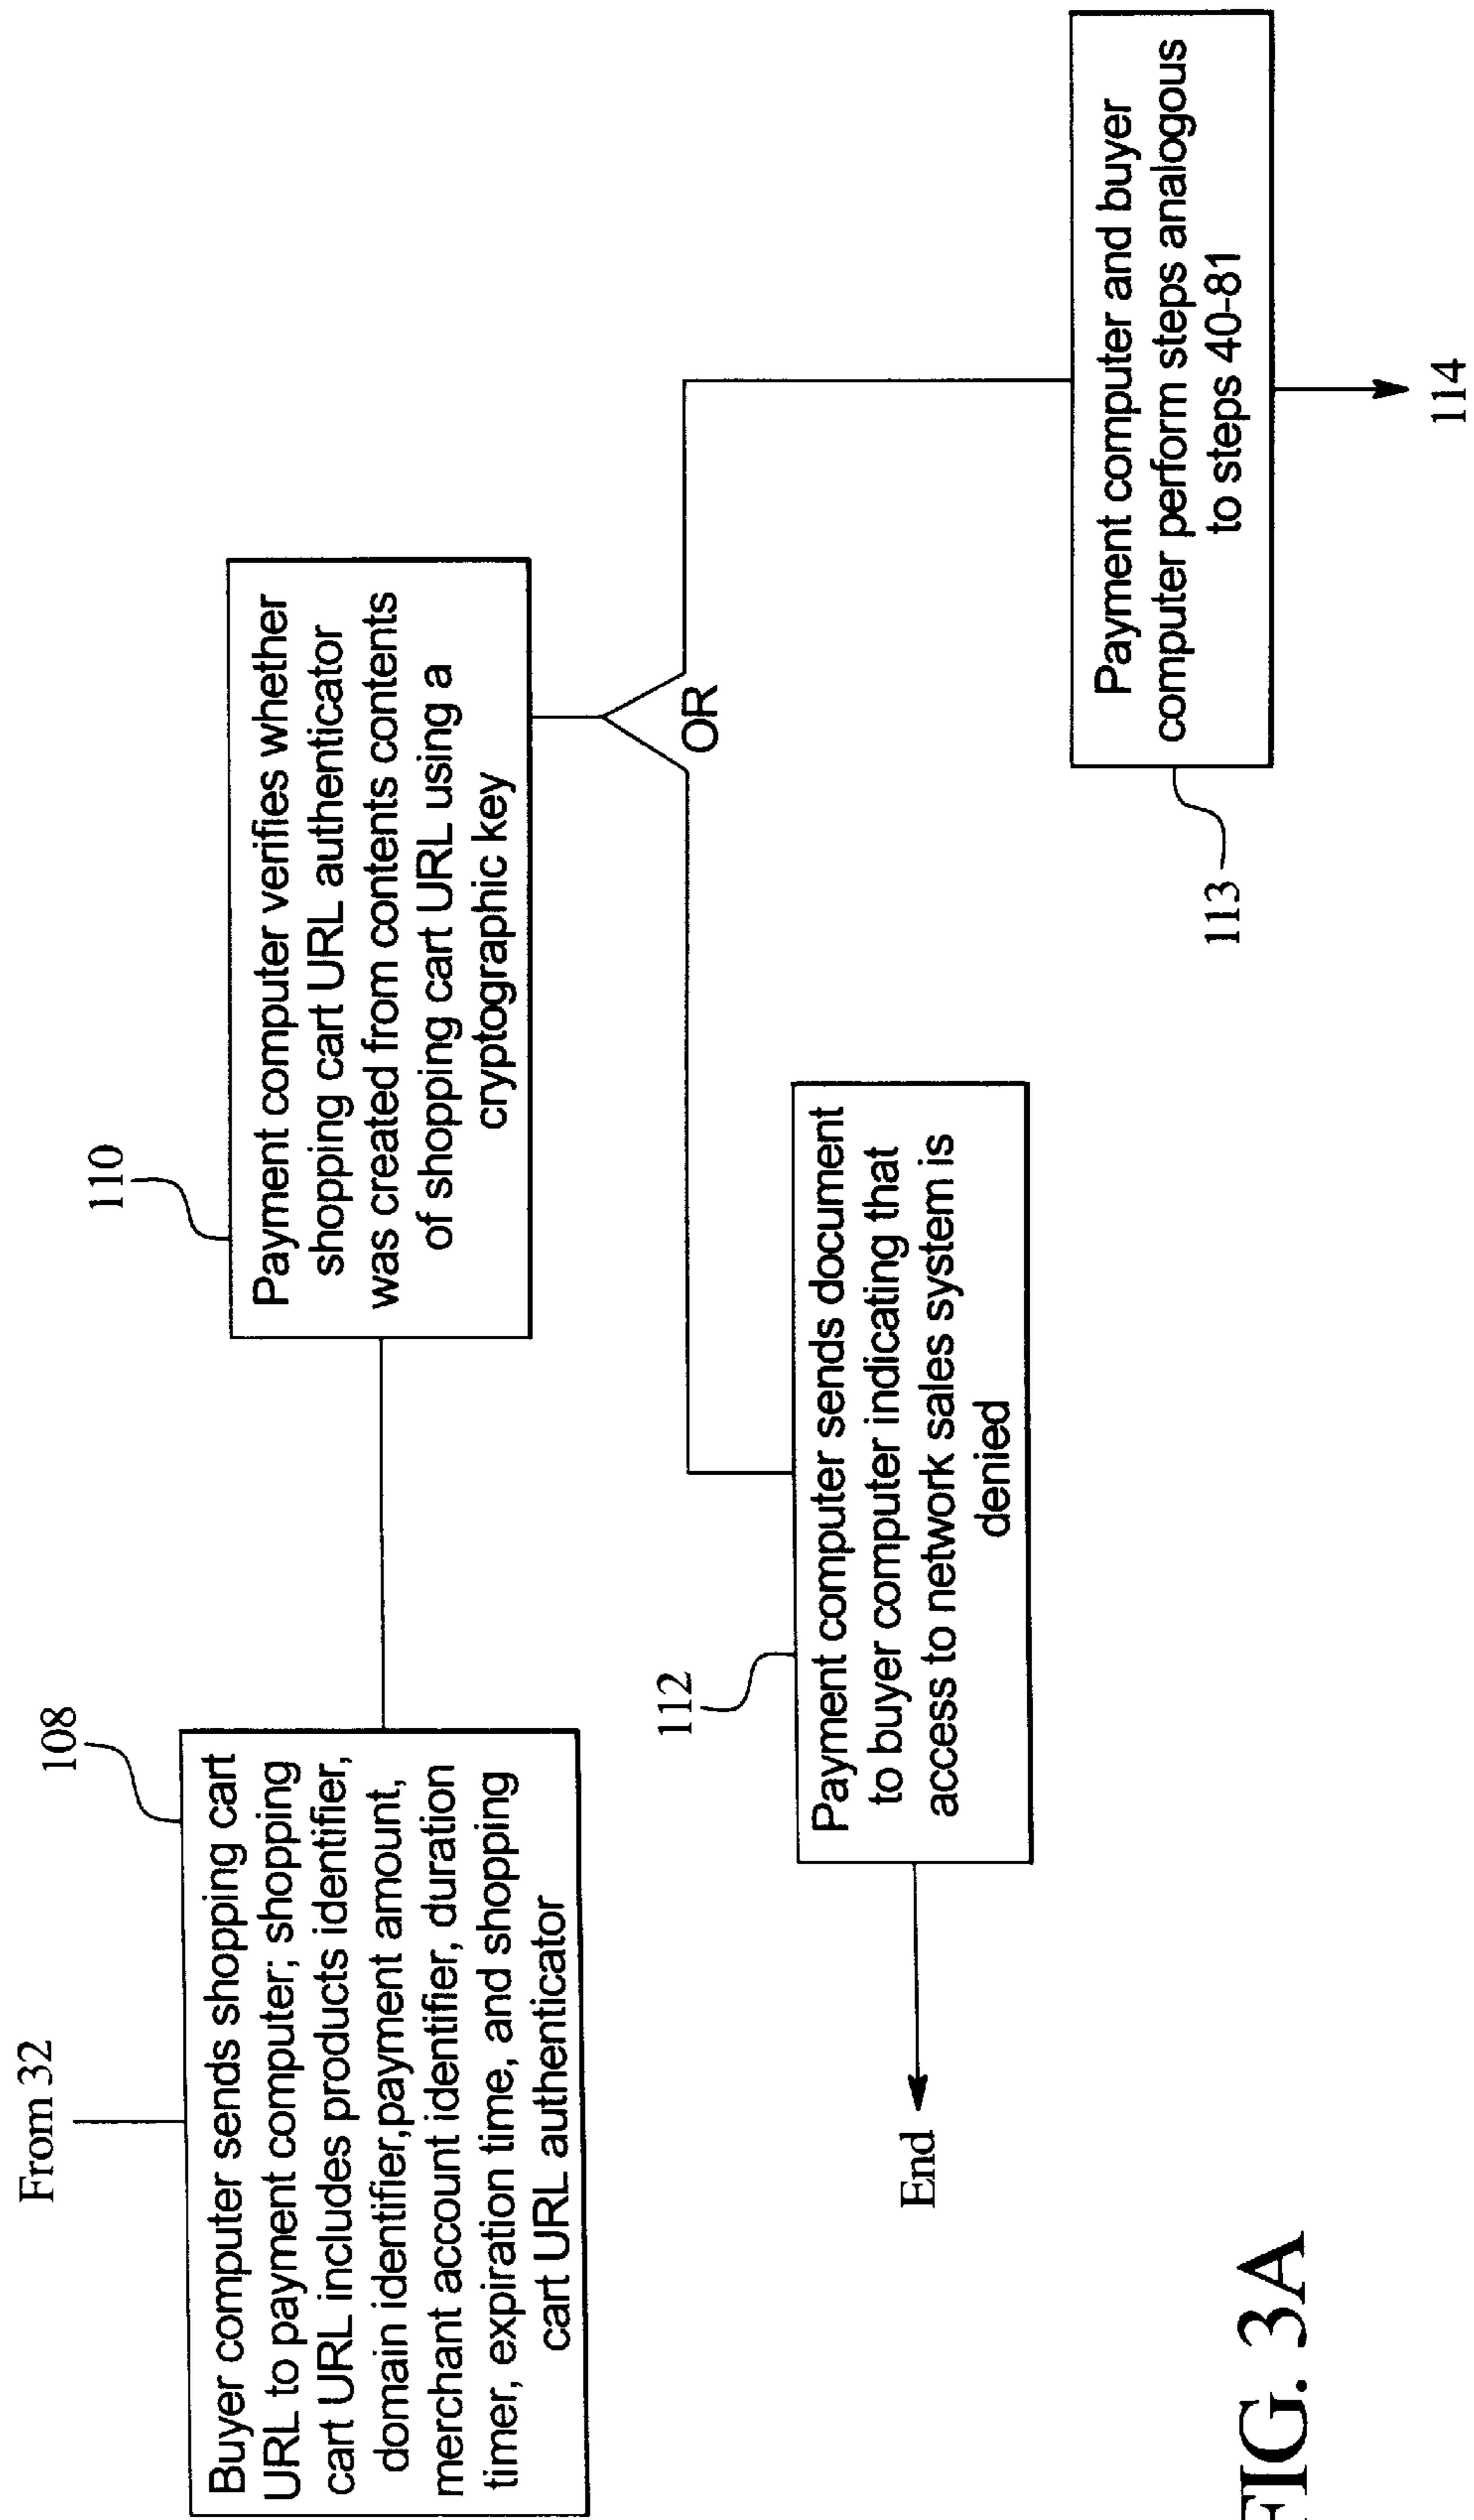 From 32
108
Buyer computer sends shopping cart
URL to payment computer; shopping
cart URL includes products identifier,
domain identifier,payment amount,
merchant account identifier, duration
timer, expiration time, and shopping
cart URL authenticator
110
Payment computer verifies whether
shopping cart URL authenticator
was created from contents contents
of shopping cart URL using a
cryptographic key
OR
112
Payment computer sends document
to buyer computer indicating that
access to network sales system is
denied
End
113
Payment computer and buyer
computer perform steps analogous
to steps 40-81
114
FIG. 3A